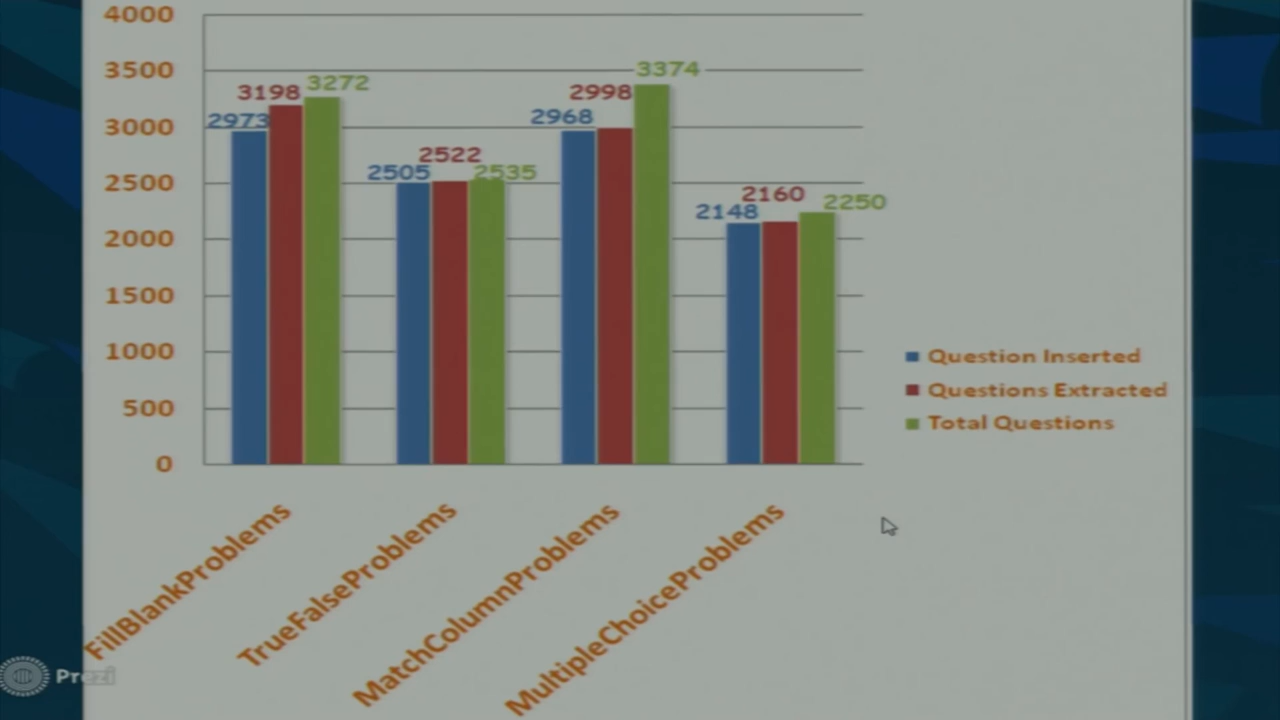 4000
3500
3000
2500
2000
1500
1000
500
0
2973
3198
3272
2505
2522
2535
2968
2998
3374
2148
2160
2250
Question Inserted
Questions Extracted
Total Questions
FillBlankProblems
TrueFalseProblems
MatchColumnProblems
MultipleChoiceProblems
Prezi